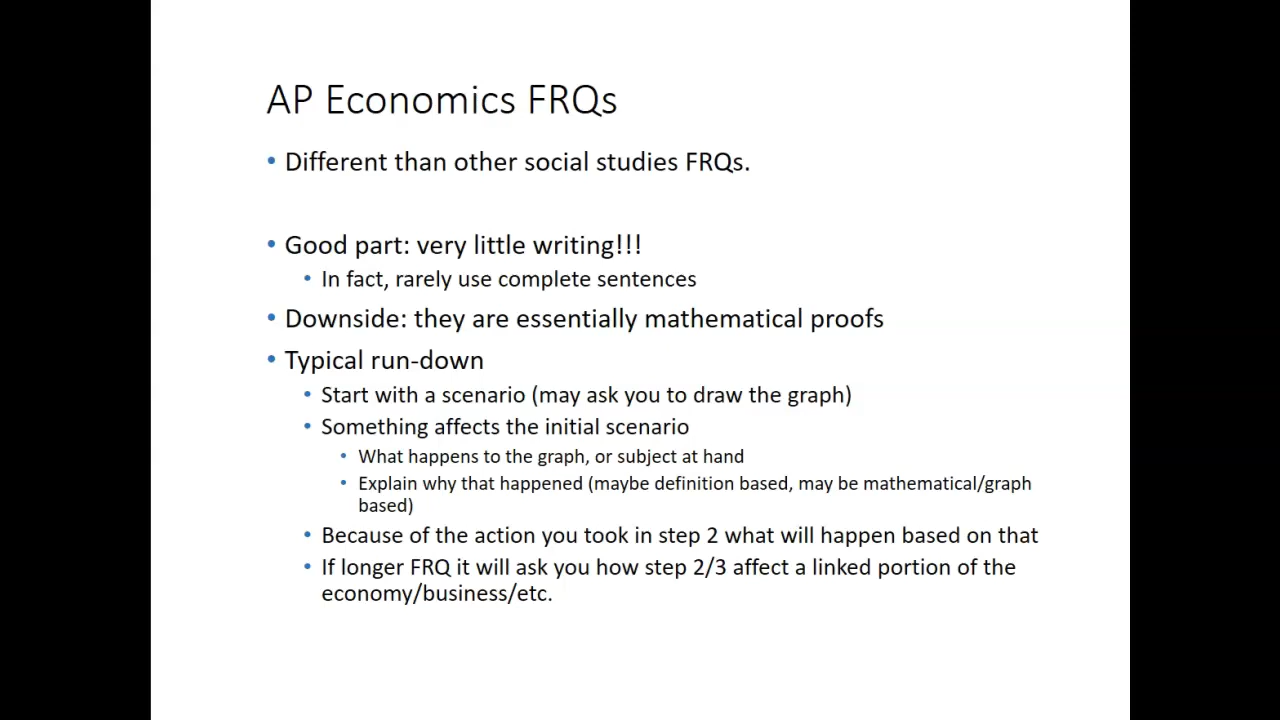 AP Economics FRQs
• Different than other social studies FRQs.
• Good part: very little writing!!!
• In fact, rarely use complete sentences
• Downside: they are essentially mathematical proofs
• Typical run-down
• Start with a scenario (may ask you to draw the graph)
• Something affects the initial scenario
• What happens to the graph, or subject at hand
• Explain why that happened (maybe definition based, may be mathematical/graph
based)
• Because of the action you took in step 2 what will happen based on that
• If longer FRQ it will ask you how step 2/3 affect a linked portion of the
economy/business/etc.